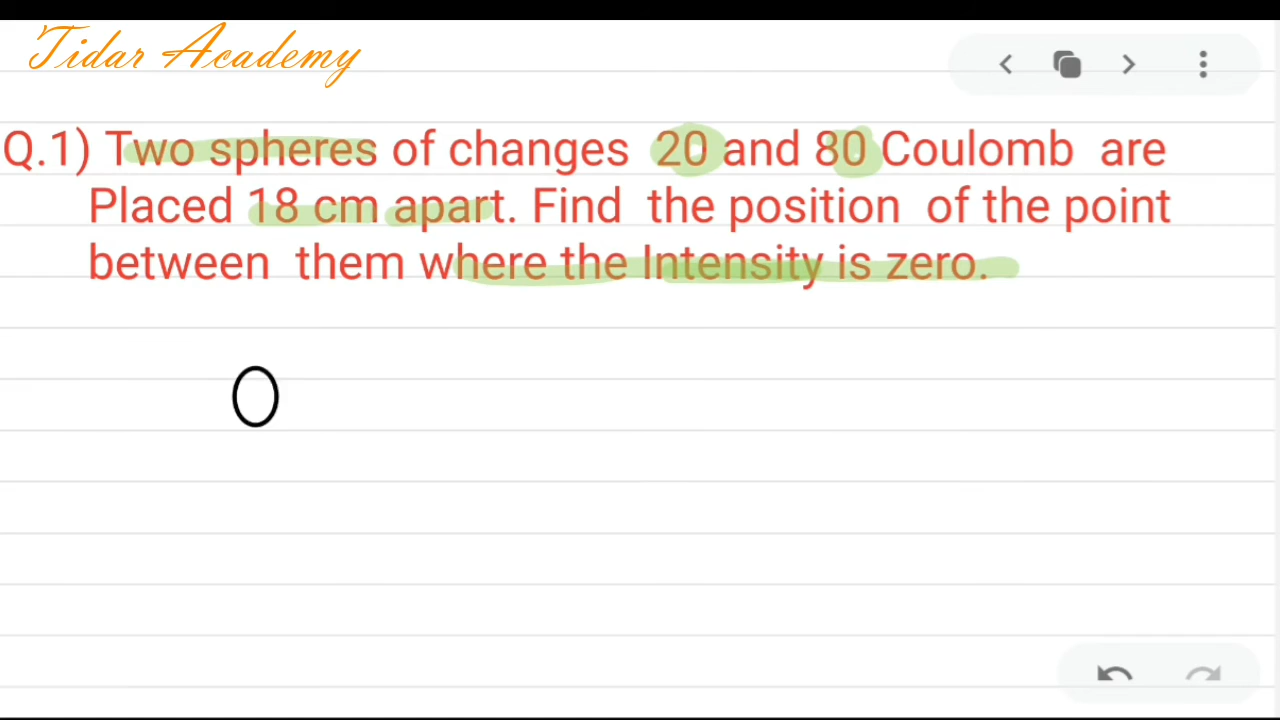 Tidar Academy
Q.1) Two spheres of changes 20 and 80 Coulomb are
Placed 18 cm apart. Find the position of the point
between them where the Intensity is zero.